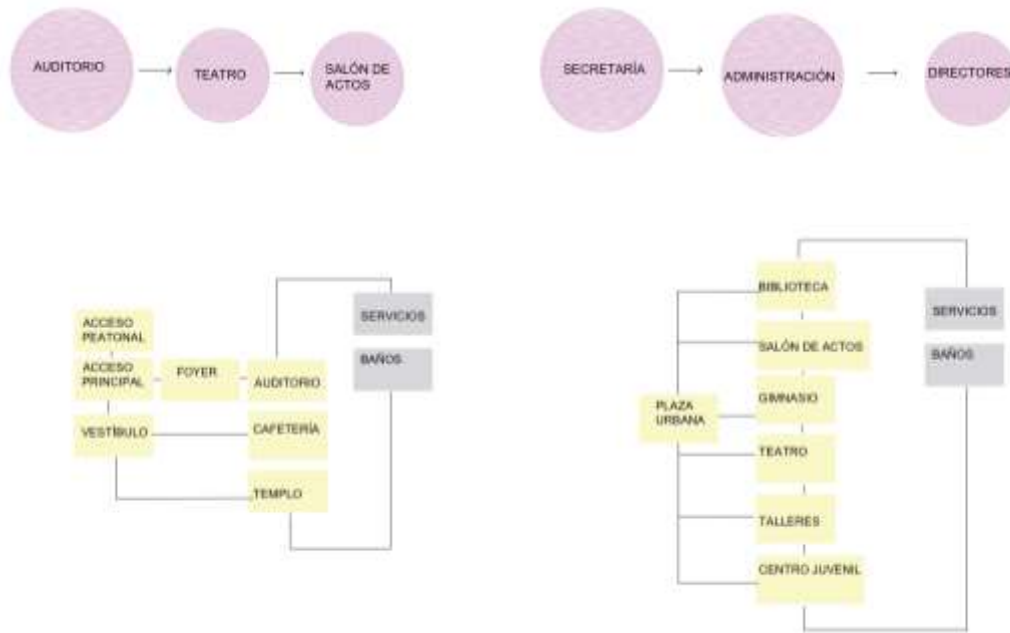 AUDITORIO
TEATRO
SALÓN DE
ACTOS
SECRETARÍA
ADMINISTRACIÓN
DIRECTORES
ACCESO
PEATONAL
ACCESO
PRINCIPAL
FOYER
AUDITORIO
VESTÍBULO
CAFETERÍA
TEMPLO
SERVICIOS
BAÑOS
BIBLIOTECA
SALÓN DE ACTOS
GIMNASIO
PLAZA
URBANA
TEATRO
TALLERES
CENTRO JUVENIL
SERVICIOS
BAÑOS